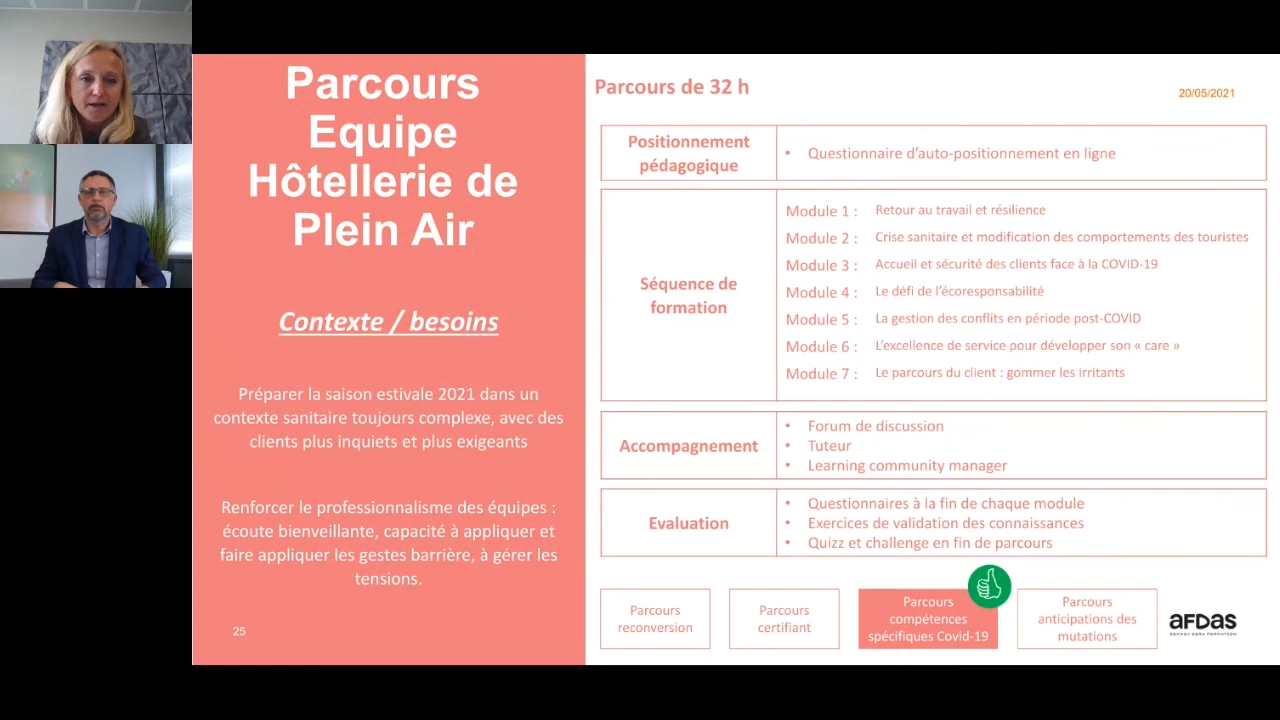 Parcours
Equipe
Hôtellerie de
Plein Air
Contexte / besoins
Préparer la saison estivale 2021 dans un
contexte sanitaire toujours complexe, avec des
clients plus inquiets et plus exigeants
Renforcer le professionnalisme des équipes :
écoute bienveillante, capacité à appliquer et
faire appliquer les gestes barrière, à gérer les
tensions.
25
Parcours de 32 h
20/05/2021
Positionnement
pédagogique
• Questionnaire d’auto-positionnement en ligne
Séquence de
formation
Module 1 : Retour au travail et résilience
Module 2 : Crise sanitaire et modification des comportements des touristes
Module 3 : Accueil et sécurité des clients face à la COVID-19
Module 4 : Le défi de l’écoresponsabilité
Module 5 : La gestion des conflits en période post-COVID
Module 6 : L’excellence de service pour développer son « care »
Module 7 : Le parcours du client : gommer les irritants
Accompagnement
• Forum de discussion
• Tuteur
• Learning community manager
Evaluation
• Questionnaires à la fin de chaque module
• Exercices de validation des connaissances
• Quizz et challenge en fin de parcours
Parcours
reconversion
Parcours
certifiant
Parcours
compétences
spécifiques Covid-19
Parcours
anticipations des
mutations
AFDAS